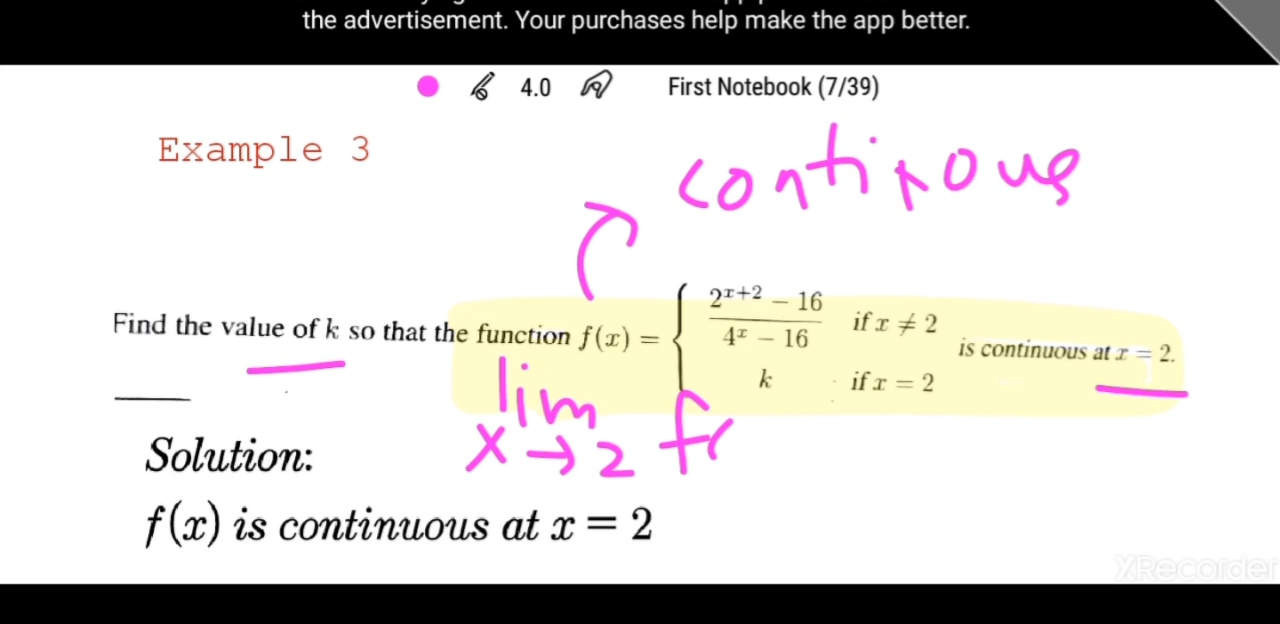 the advertisement. Your purchases help make the app better.
4.0 First Notebook (7/39)
Example 3
continous
Find the value of k so that the function f(x) = { (2^{x+2} − 16)/(4^x − 16) if x ≠ 2
k if x = 2
is continuous at x = 2.
lim x→2 f(
Solution:
f(x) is continuous at x = 2
XRecorder